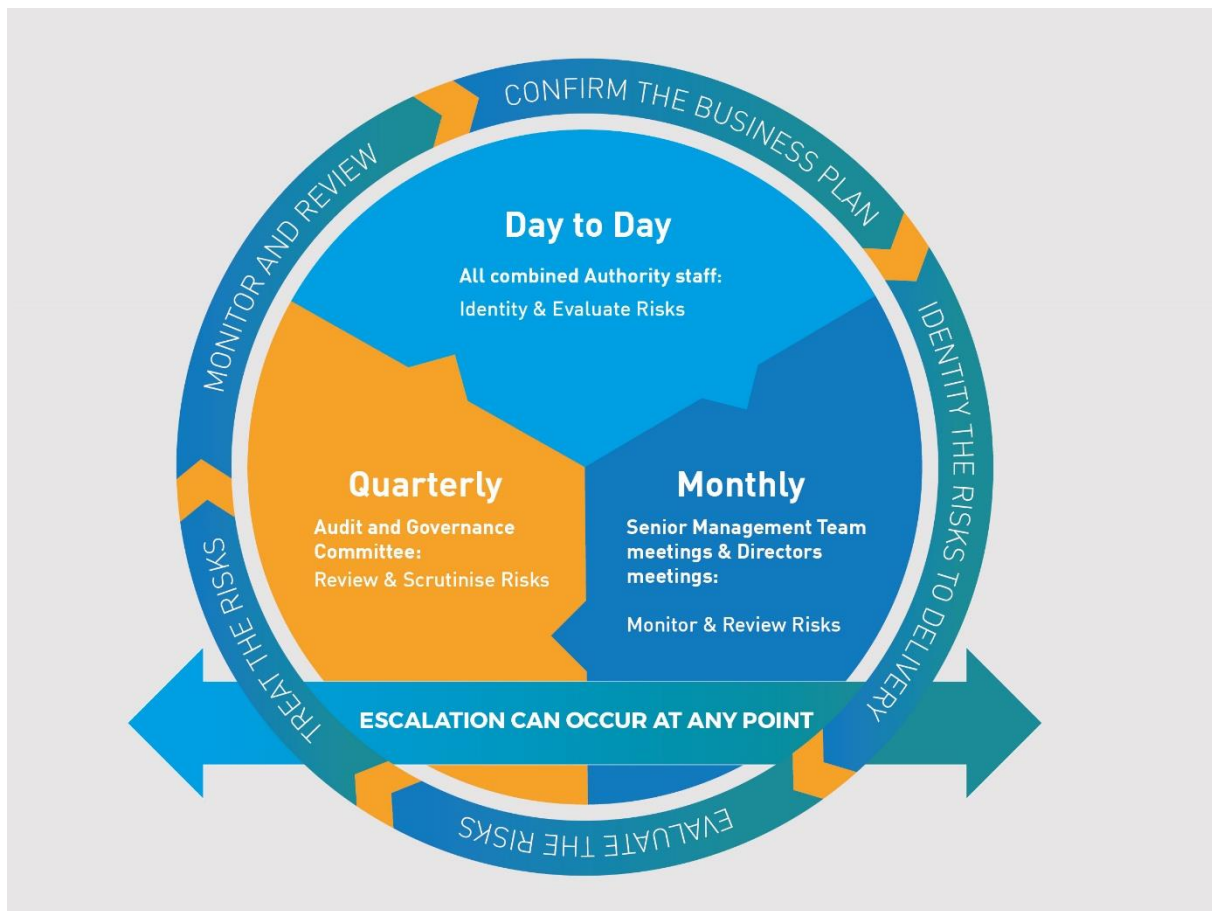 CONFIRM THE BUSINESS PLAN
IDENTITY THE RISKS TO DELIVERY
EVALUATE THE RISKS
TREAT THE RISKS
MONITOR AND REVIEW
Day to Day
All combined Authority staff:
Identity & Evaluate Risks
Quarterly
Audit and Governance
Committee:
Review & Scrutinise Risks
Monthly
Senior Management Team
meetings & Directors
meetings:
Monitor & Review Risks
ESCALATION CAN OCCUR AT ANY POINT